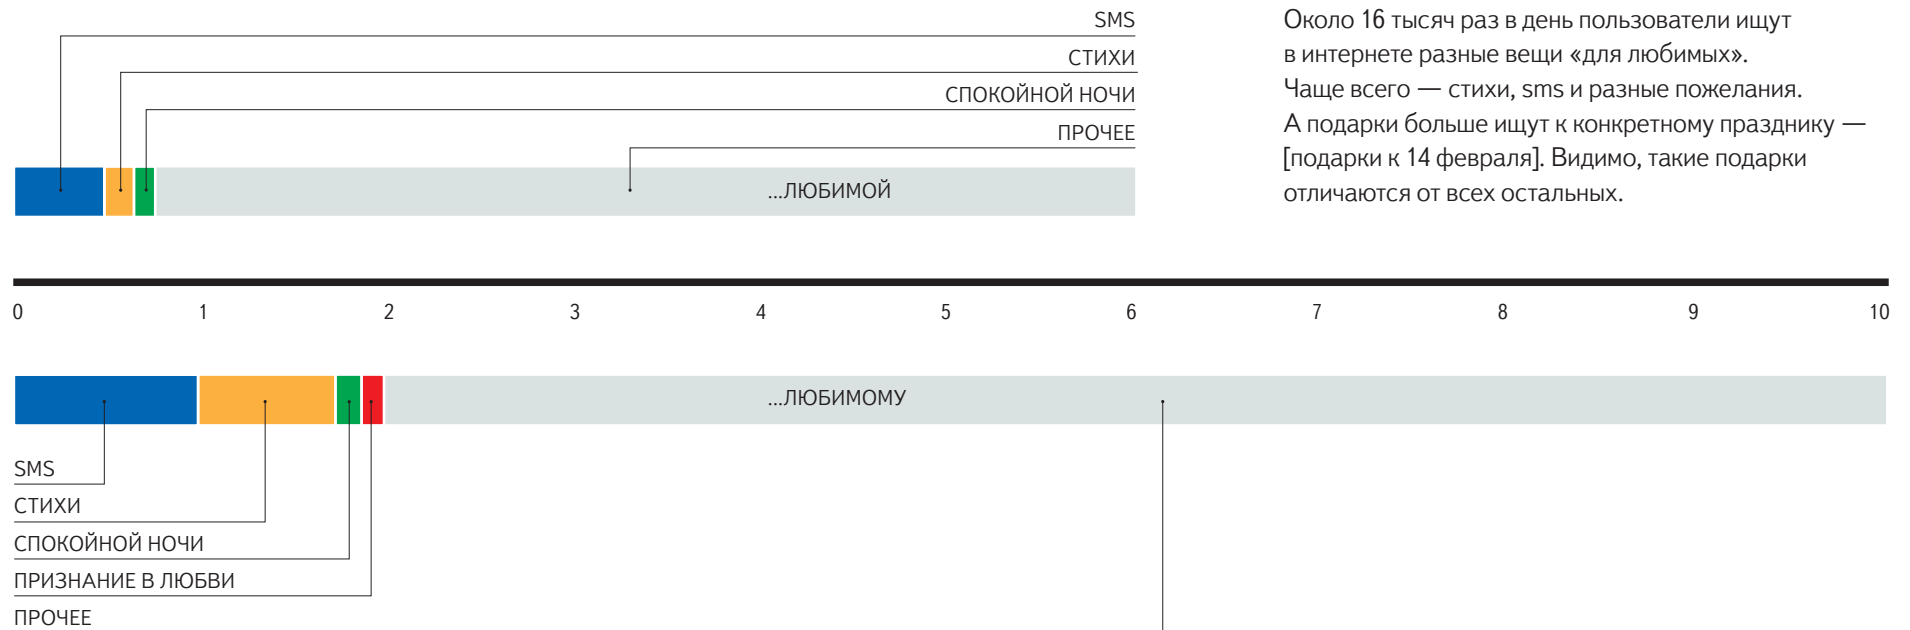 SMS
СТИХИ
СПОКОЙНОЙ НОЧИ
ПРОЧЕЕ
...ЛЮБИМОЙ
Около 16 тысяч раз в день пользователи ищут
в интернете разные вещи «для любимых».
Чаще всего — стихи, sms и разные пожелания.
А подарки больше ищут к конкретному празднику —
[подарки к 14 февраля]. Видимо, такие подарки
отличаются от всех остальных.
0 1 2 3 4 5 6 7 8 9 10
...ЛЮБИМОМУ
SMS
СТИХИ
СПОКОЙНОЙ НОЧИ
ПРИЗНАНИЕ В ЛЮБВИ
ПРОЧЕЕ